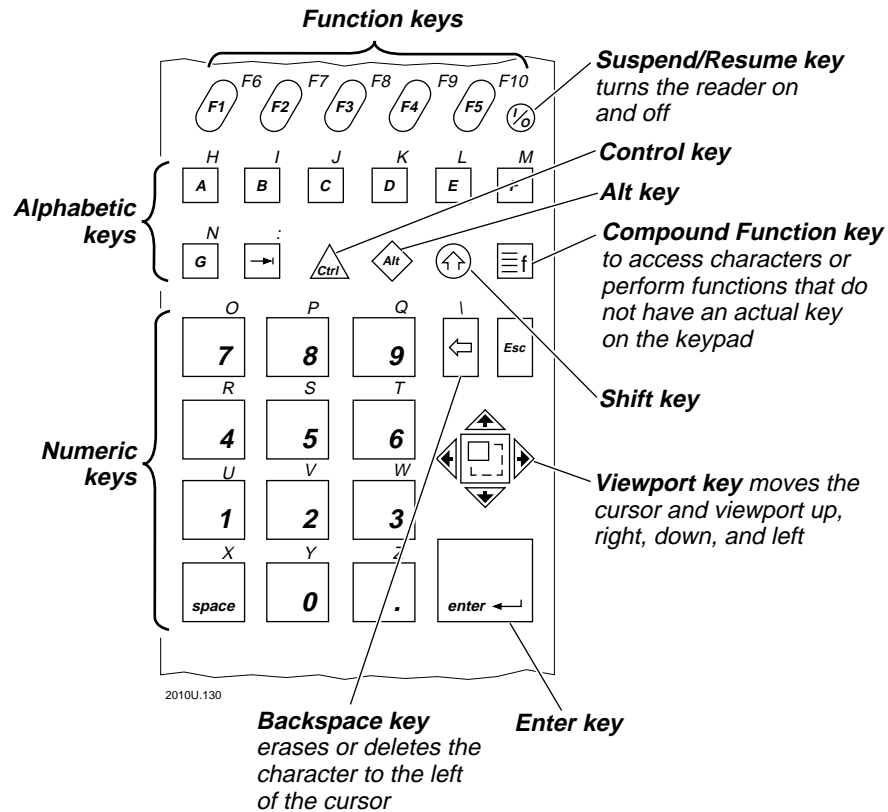 Function keys
F6 F7 F8 F9 F10
F1 F2 F3 F4 F5 I/O
Suspend/Resume key
turns the reader on
and off
Control key
Alt key
Alphabetic
keys
H I J K L M
A B C D E F
N :
G Ctrl Alt f
Compound Function key
to access characters or
perform functions that do
not have an actual key
on the keypad
Numeric
keys
O P Q \
7 8 9 Esc
R S T
4 5 6
U V W
1 2 3
X Y Z
space 0 . enter
Shift key
Viewport key moves the
cursor and viewport up,
right, down, and left
2010U.130
Backspace key
erases or deletes the
character to the left
of the cursor
Enter key